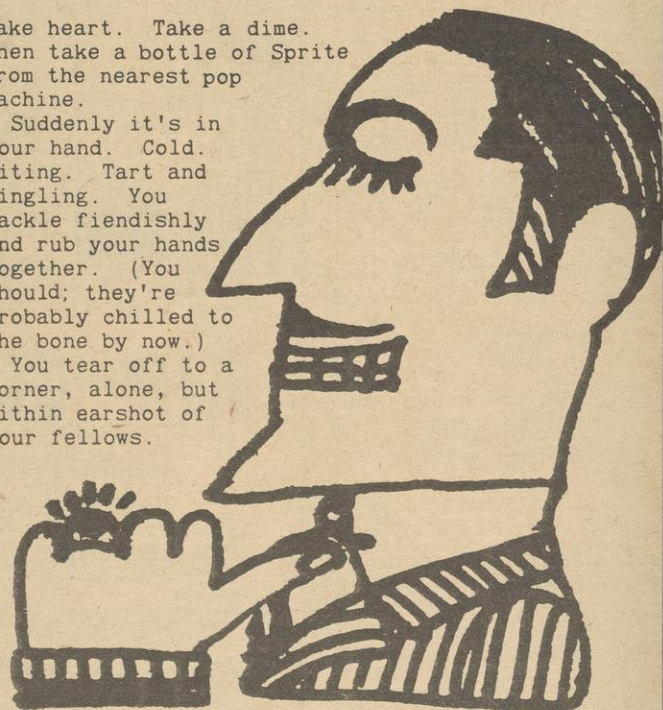 ake heart. Take a dime.
hen take a bottle of Sprite
rom the nearest pop
achine.
Suddenly it's in
our hand. Cold.
iting. Tart and
ingling. You
ackle fiendishly
nd rub your hands
ogether. (You
hould; they're
robably chilled to
he bone by now.)
You tear off to a
orner, alone, but
ithin earshot of
our fellows.